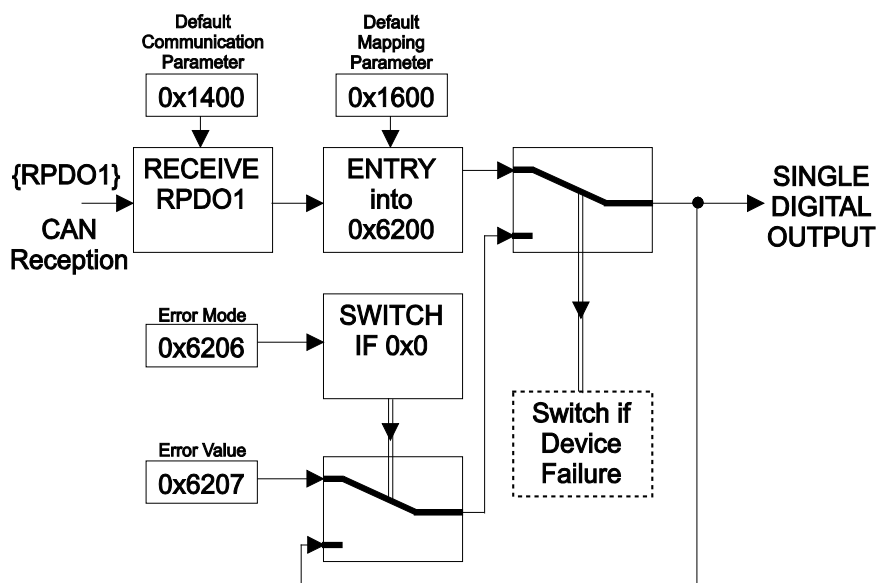 Default
Communication
Parameter
0x1400
Default
Mapping
Parameter
0x1600
{RPDO1}
CAN
Reception
RECEIVE
RPDO1
ENTRY
into
0x6200
SINGLE
DIGITAL
OUTPUT
Error Mode
0x6206
SWITCH
IF 0x0
Switch if
Device
Failure
Error Value
0x6207